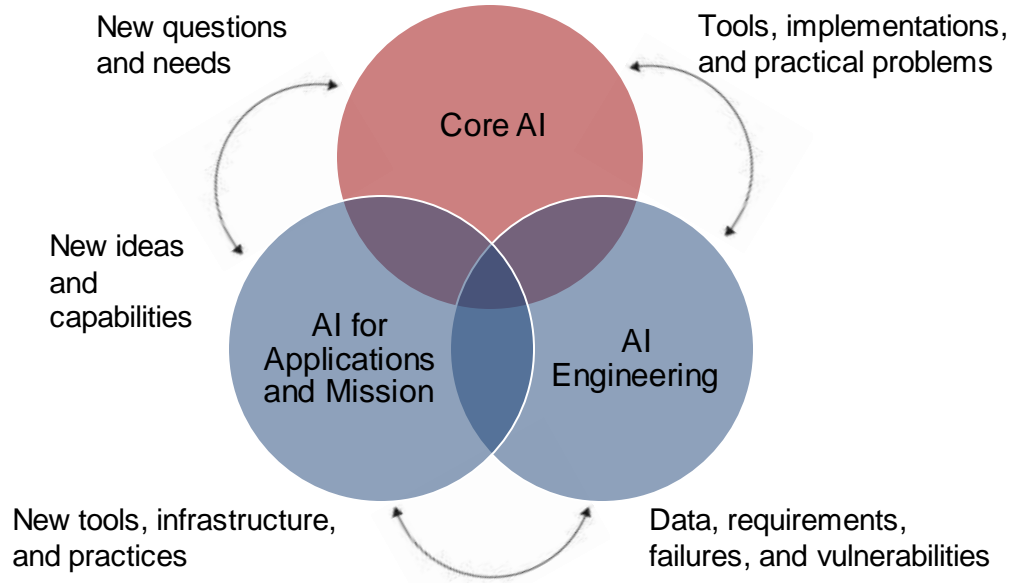 New questions
and needs
Tools, implementations,
and practical problems
Core AI
New ideas
and
capabilities
AI for
Applications
and Mission
AI
Engineering
New tools, infrastructure,
and practices
Data, requirements,
failures, and vulnerabilities